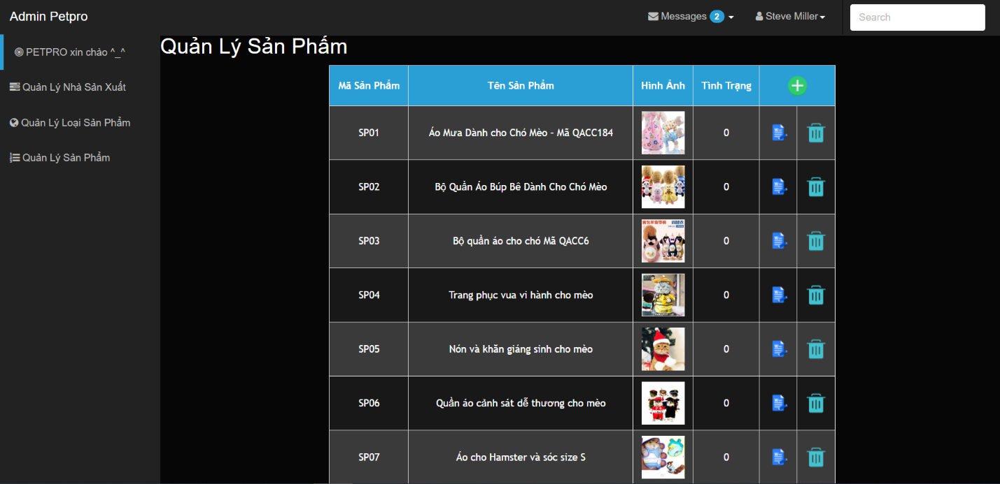 Admin Petpro
Messages 2
Steve Miller
Search
PETPRO xin chào ^_^
Quản Lý Nhà Sản Xuất
Quản Lý Loại Sản Phẩm
Quản Lý Sản Phẩm
Quản Lý Sản Phẩm
Mã Sản Phẩm Tên Sản Phẩm Hình Ảnh Tình Trạng
SP01 Áo Mưa Dành cho Chó Mèo - Mã QACC184 0
SP02 Bộ Quần Áo Búp Bê Dành Cho Chó Mèo 0
SP03 Bộ quần áo cho chó Mã QACC6 0
SP04 Trang phục vua vi hành cho mèo 0
SP05 Nón và khăn giáng sinh cho mèo 0
SP06 Quần áo cảnh sát dễ thương cho mèo 0
SP07 Áo cho Hamster và sóc size S 0